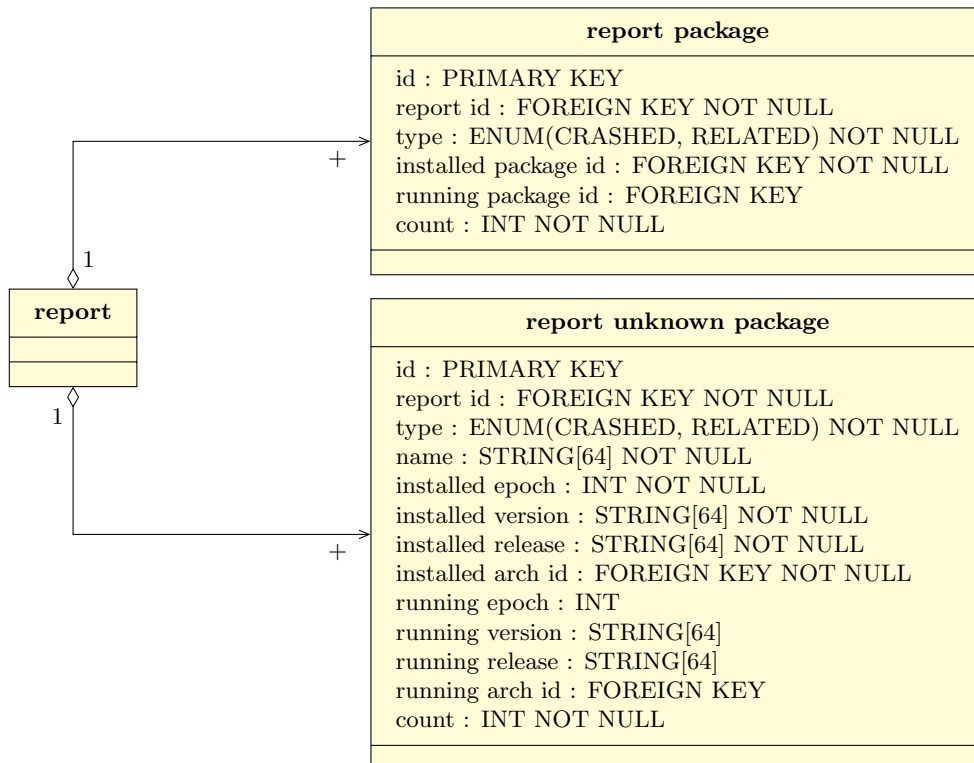 report package
id : PRIMARY KEY
report id : FOREIGN KEY NOT NULL
type : ENUM(CRASHED, RELATED) NOT NULL
installed package id : FOREIGN KEY NOT NULL
running package id : FOREIGN KEY
count : INT NOT NULL
+
1
report
1
+
report unknown package
id : PRIMARY KEY
report id : FOREIGN KEY NOT NULL
type : ENUM(CRASHED, RELATED) NOT NULL
name : STRING[64] NOT NULL
installed epoch : INT NOT NULL
installed version : STRING[64] NOT NULL
installed release : STRING[64] NOT NULL
installed arch id : FOREIGN KEY NOT NULL
running epoch : INT
running version : STRING[64]
running release : STRING[64]
running arch id : FOREIGN KEY
count : INT NOT NULL